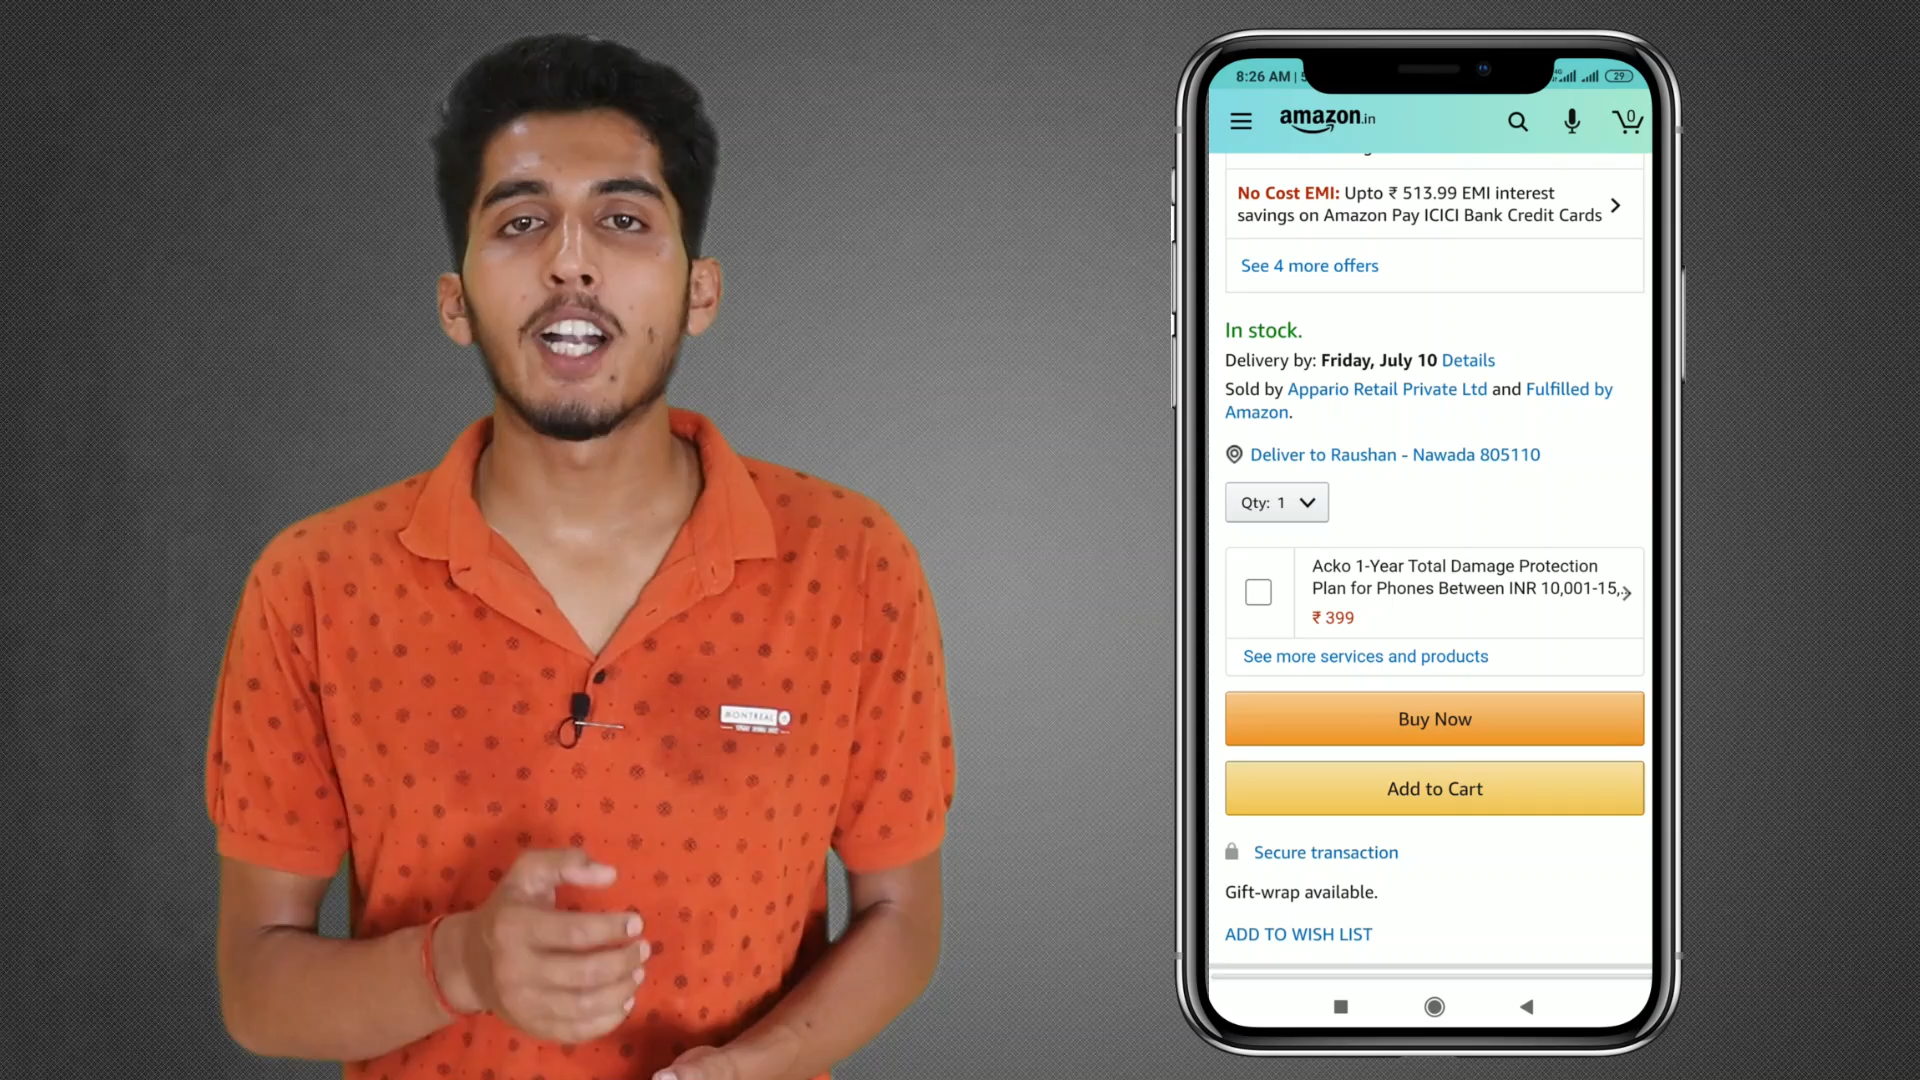 MONTREAL
8:26 AM |
4G
29
amazon.in
0
No Cost EMI: Upto ₹ 513.99 EMI interest
savings on Amazon Pay ICICI Bank Credit Cards
See 4 more offers
In stock.
Delivery by: Friday, July 10 Details
Sold by Appario Retail Private Ltd and Fulfilled by
Amazon.
Deliver to Raushan - Nawada 805110
Qty: 1
Acko 1-Year Total Damage Protection
Plan for Phones Between INR 10,001-15,..
₹ 399
See more services and products
Buy Now
Add to Cart
Secure transaction
Gift-wrap available.
ADD TO WISH LIST